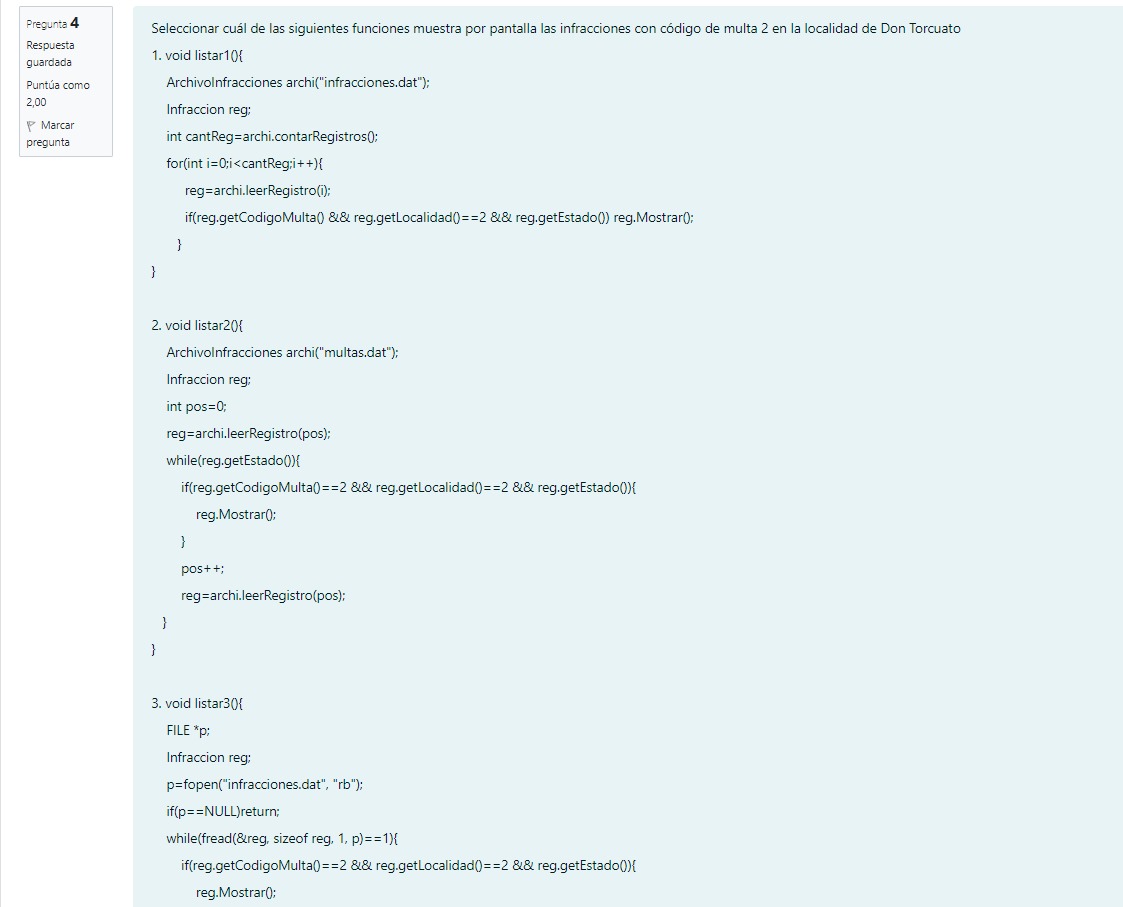 Pregunta 4
Respuesta
guardada
Puntúa como
2,00
Marcar
pregunta
Seleccionar cuál de las siguientes funciones muestra por pantalla las infracciones con código de multa 2 en la localidad de Don Torcuato
1. void listar1(){
ArchivoInfracciones archi("infracciones.dat");
Infraccion reg;
int cantReg=archi.contarRegistros();
for(int i=0;i<cantReg;i++){
reg=archi.leerRegistro(i);
if(reg.getCodigoMulta() && reg.getLocalidad()==2 && reg.getEstado()) reg.Mostrar();
}
}
2. void listar2(){
ArchivoInfracciones archi("multas.dat");
Infraccion reg;
int pos=0;
reg=archi.leerRegistro(pos);
while(reg.getEstado()){
if(reg.getCodigoMulta()==2 && reg.getLocalidad()==2 && reg.getEstado()){
reg.Mostrar();
}
pos++;
reg=archi.leerRegistro(pos);
}
}
3. void listar3(){
FILE *p;
Infraccion reg;
p=fopen("infracciones.dat", "rb");
if(p==NULL)return;
while(fread(&reg, sizeof reg, 1, p)==1){
if(reg.getCodigoMulta()==2 && reg.getLocalidad()==2 && reg.getEstado()){
reg.Mostrar();